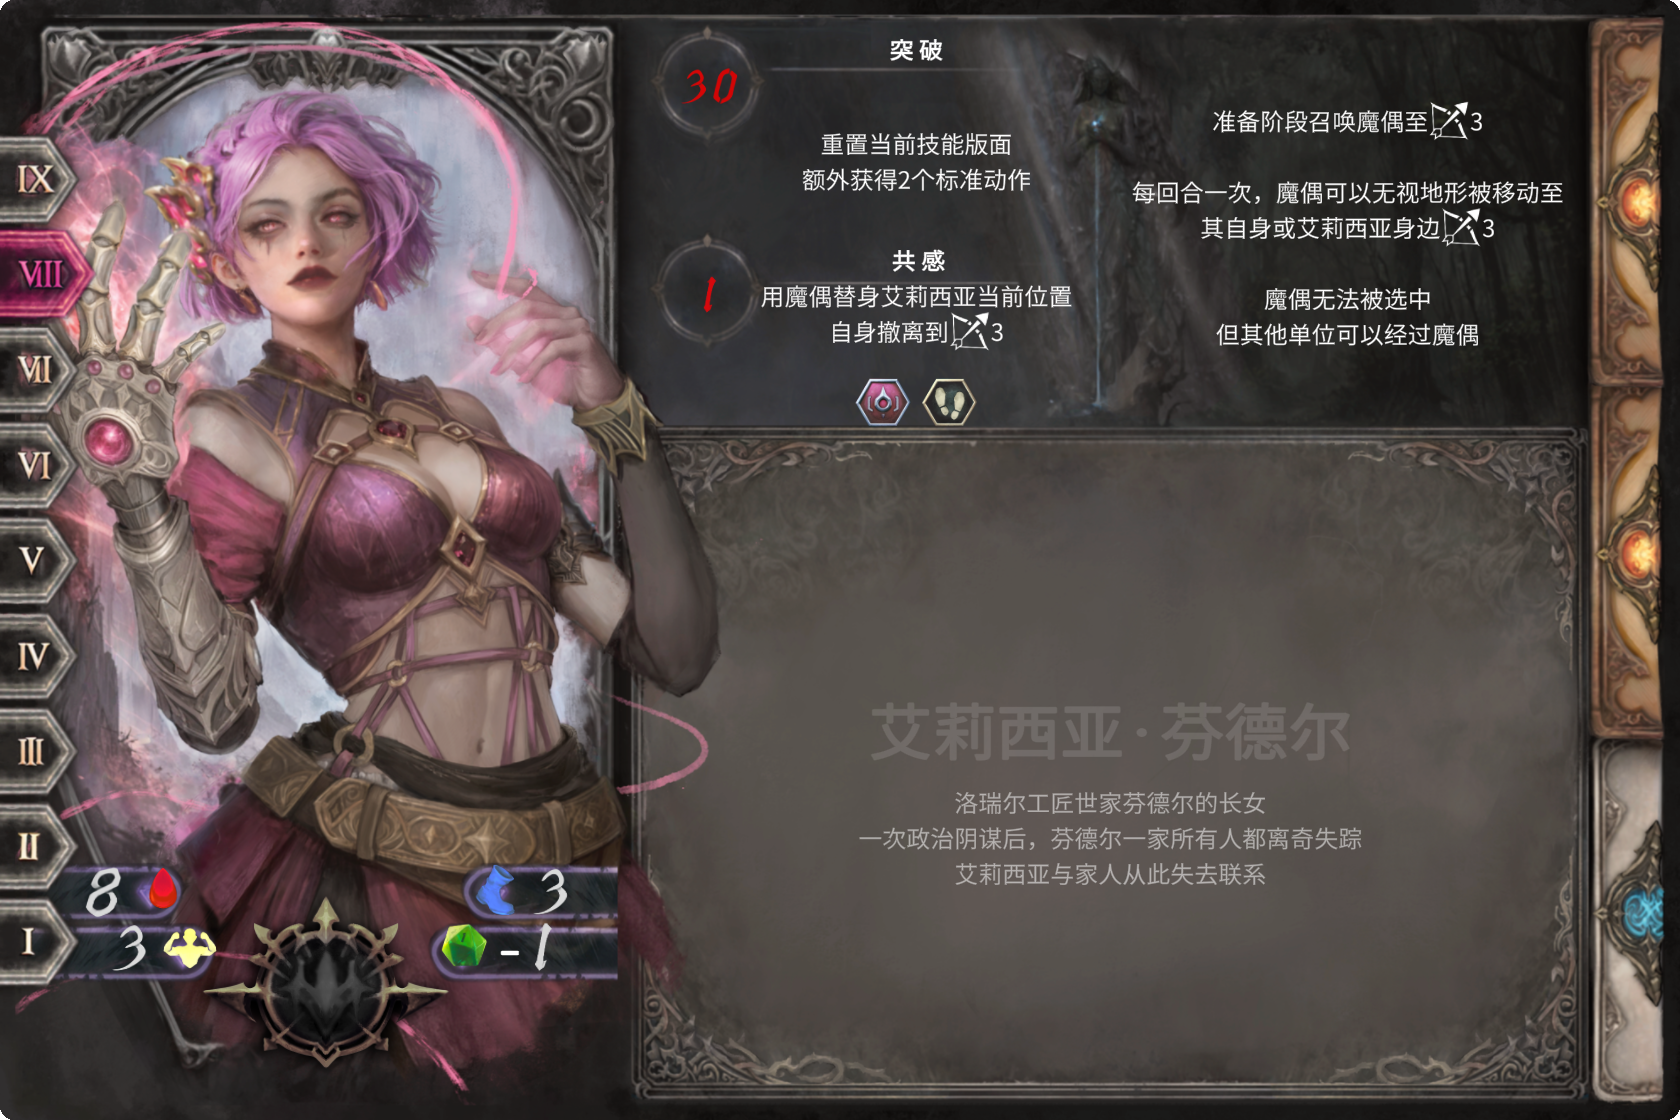 IX
VIII
VII
VI
V
IV
III
II
I
8
3
3
-1
30
突破
重置当前技能版面
额外获得2个标准动作
1
共感
用魔偶替身艾莉西亚当前位置
自身撤离到3
准备阶段召唤魔偶至3
每回合一次，魔偶可以无视地形被移动至
其自身或艾莉西亚身边3
魔偶无法被选中
但其他单位可以经过魔偶
艾莉西亚·芬德尔
洛瑞尔工匠世家芬德尔的长女
一次政治阴谋后，芬德尔一家所有人都离奇失踪
艾莉西亚与家人从此失去联系